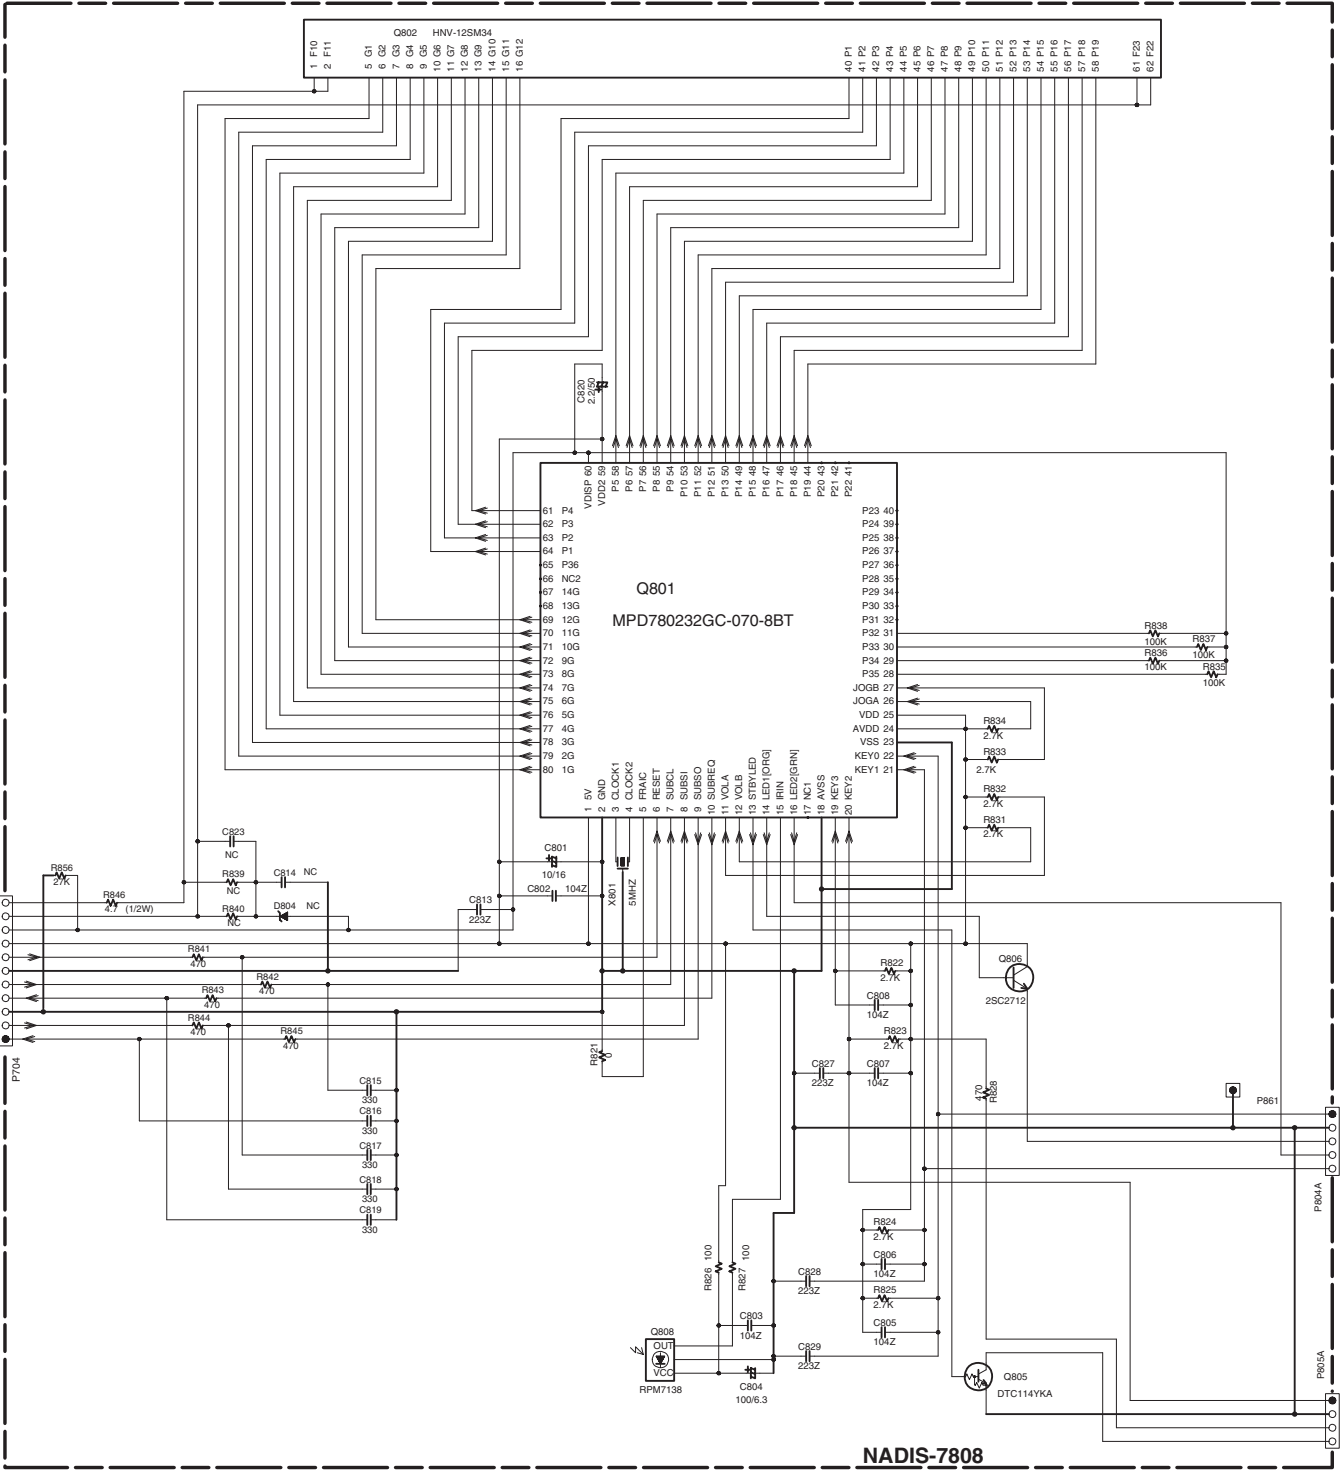 Q802 HNV-12SM34
1 F10
2 F11
5 G1
6 G2
7 G3
8 G4
9 G5
10 G6
11 G7
12 G8
13 G9
14 G10
15 G11
16 G12
40 P1
41 P2
42 P3
43 P4
44 P5
45 P6
46 P7
47 P8
48 P9
49 P10
50 P11
51 P12
52 P13
53 P14
54 P15
55 P16
56 P17
57 P18
58 P19
61 F23
62 F22
C820
2.2/50
VDISP 60
VDD2 59
P5 58
P6 57
P7 56
P8 55
P9 54
P10 53
P11 52
P12 51
P13 50
P14 49
P15 48
P16 47
P17 46
P18 45
P19 44
P20 43
P21 42
P22 41
61 P4
62 P3
63 P2
64 P1
65 P36
66 NC2
67 14G
68 13G
69 12G
70 11G
71 10G
72 9G
73 8G
74 7G
75 6G
76 5G
77 4G
78 3G
79 2G
80 1G
Q801
MPD780232GC-070-8BT
P23 40
P24 39
P25 38
P26 37
P27 36
P28 35
P29 34
P30 33
P31 32
P32 31
P33 30
P34 29
P35 28
JOGB 27
JOGA 26
VDD 25
AVDD 24
VSS 23
KEY0 22
KEY1 21
1 5V
2 GND
3 CLOCK1
4 CLOCK2
5 FRAIC
6 RESET
7 SUBCL
8 SUBSI
9 SUBSO
10 SUBREQ
11 VOLA
12 VOLB
13 STBYLED
14 LED1[ORG]
15 IRIN
16 LED2[GRN]
17 NC1
18 AVSS
19 KEY3
20 KEY2
R838
100K
R837
100K
R836
100K
R835
100K
R834
2.7K
R833
2.7K
R832
2.7K
R831
2.7K
C823
NC
R856
27K
R839
NC
C814 NC
R846
4.7 (1/2W)
R840
NC
D804 NC
C813
223Z
C801
10/16
C802 104Z
X801
5MHZ
R841
470
R842
470
R843
470
R844
470
R845
470
P704
R821
0
C815
330
C816
330
C817
330
C818
330
C819
330
R822
2.7K
C808
104Z
R823
2.7K
C827
223Z
C807
104Z
Q806
2SC2712
470
R828
P861
P804A
R826 100
R827 100
R824
2.7K
C806
104Z
C828
223Z
R825
2.7K
C805
104Z
C803
104Z
C829
223Z
Q808
OUT
VCC
RPM7138
C804
100/6.3
Q805
DTC114YKA
P805A
NADIS-7808